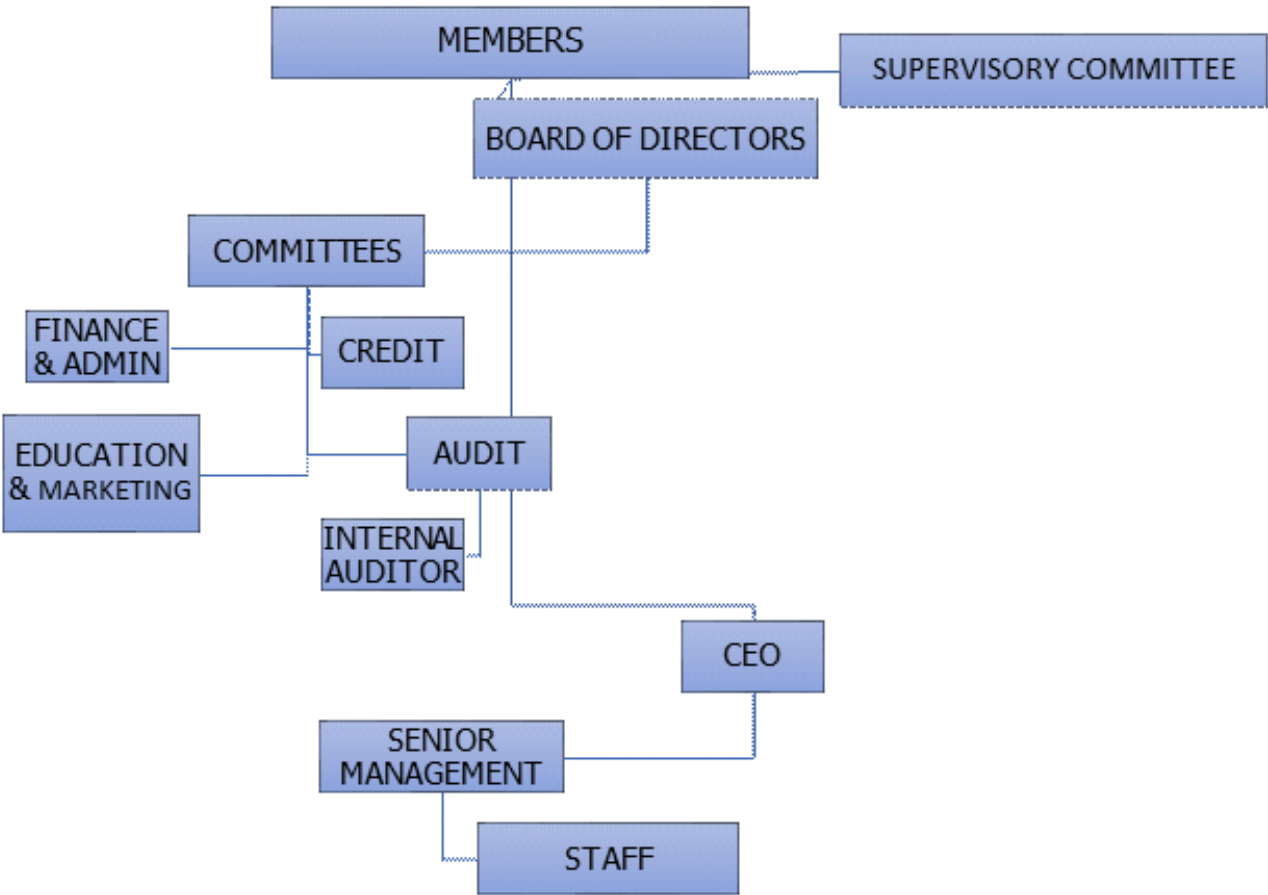 MEMBERS
SUPERVISORY COMMITTEE
BOARD OF DIRECTORS
COMMITTEES
FINANCE
& ADMIN
CREDIT
EDUCATION
& MARKETING
AUDIT
INTERNAL
AUDITOR
CEO
SENIOR
MANAGEMENT
STAFF